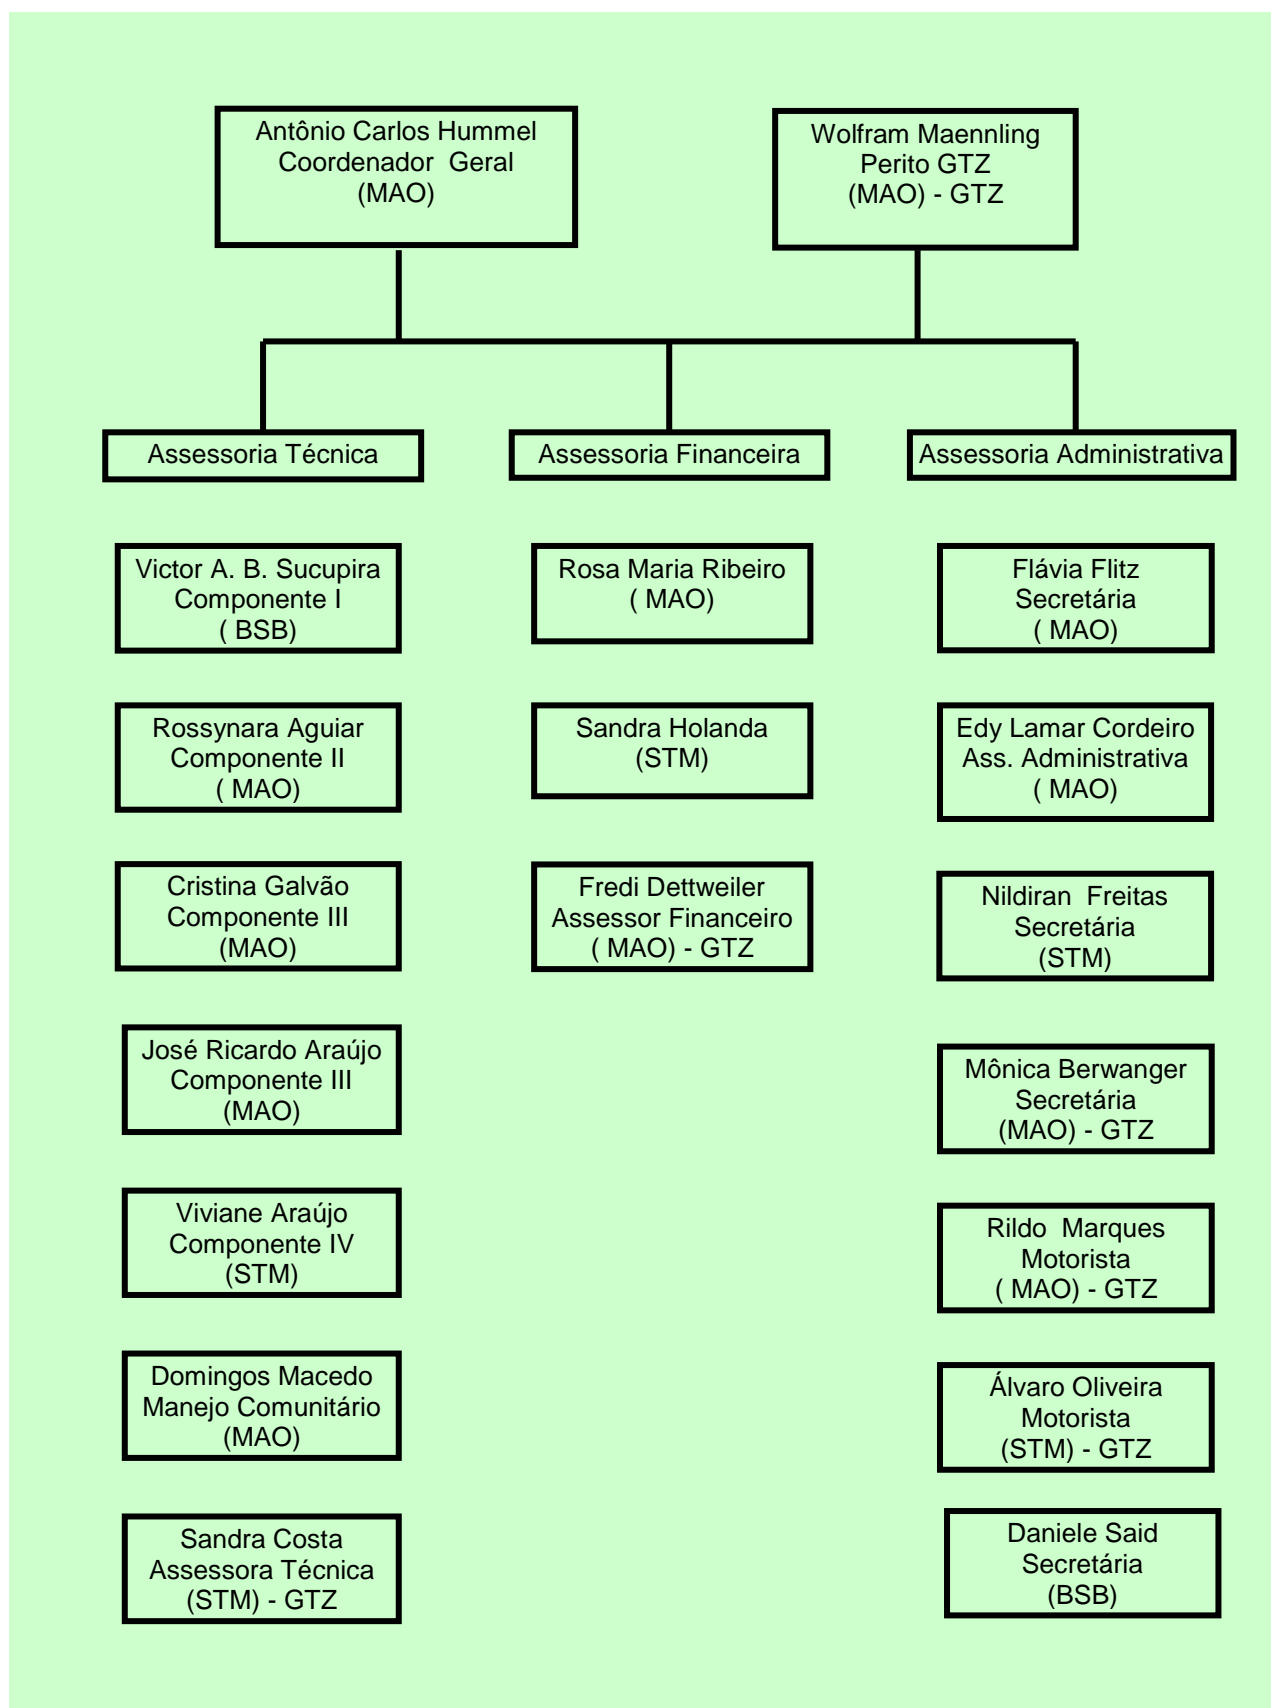 Antônio Carlos Hummel
Coordenador  Geral
(MAO)
Wolfram Maennling
Perito GTZ
(MAO) - GTZ
Assessoria Técnica
Assessoria Financeira
Assessoria Administrativa
Victor A. B. Sucupira
Componente I
( BSB)
Rossynara Aguiar
Componente II
( MAO)
Cristina Galvão
Componente III
(MAO)
José Ricardo Araújo
Componente III
(MAO)
Viviane Araújo
Componente IV
(STM)
Domingos Macedo
Manejo Comunitário
(MAO)
Sandra Costa
Assessora Técnica
(STM) - GTZ
Rosa Maria Ribeiro
( MAO)
Sandra Holanda
(STM)
Fredi Dettweiler
Assessor Financeiro
( MAO) - GTZ
Flávia Flitz
Secretária
( MAO)
Edy Lamar Cordeiro
Ass. Administrativa
( MAO)
Nildiran  Freitas
Secretária
(STM)
Mônica Berwanger
Secretária
(MAO) - GTZ
Rildo  Marques
Motorista
( MAO) - GTZ
Álvaro Oliveira
Motorista
(STM) - GTZ
Daniele Said
Secretária
(BSB)